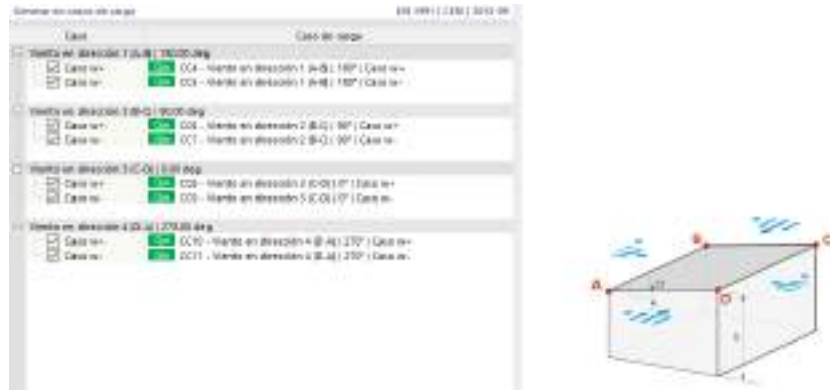 Generar en casos de carga
EN 1991 | CEN | 2010-09
Caso
Caso de carga
Viento en dirección 1 (A-B) | 180.00 deg
Caso w+
CC4 - Viento en dirección 1 (A-B) | 180° | Caso w+
Caso w-
CC5 - Viento en dirección 1 (A-B) | 180° | Caso w-
Viento en dirección 2 (B-C) | 90.00 deg
Caso w+
CC6 - Viento en dirección 2 (B-C) | 90° | Caso w+
Caso w-
CC7 - Viento en dirección 2 (B-C) | 90° | Caso w-
Viento en dirección 3 (C-D) | 0.00 deg
Caso w+
CC8 - Viento en dirección 3 (C-D) | 0° | Caso w+
Caso w-
CC9 - Viento en dirección 3 (C-D) | 0° | Caso w-
Viento en dirección 4 (D-A) | 270.00 deg
Caso w+
CC10 - Viento en dirección 4 (D-A) | 270° | Caso w+
Caso w-
CC11 - Viento en dirección 4 (D-A) | 270° | Caso w-
B
C
A
D